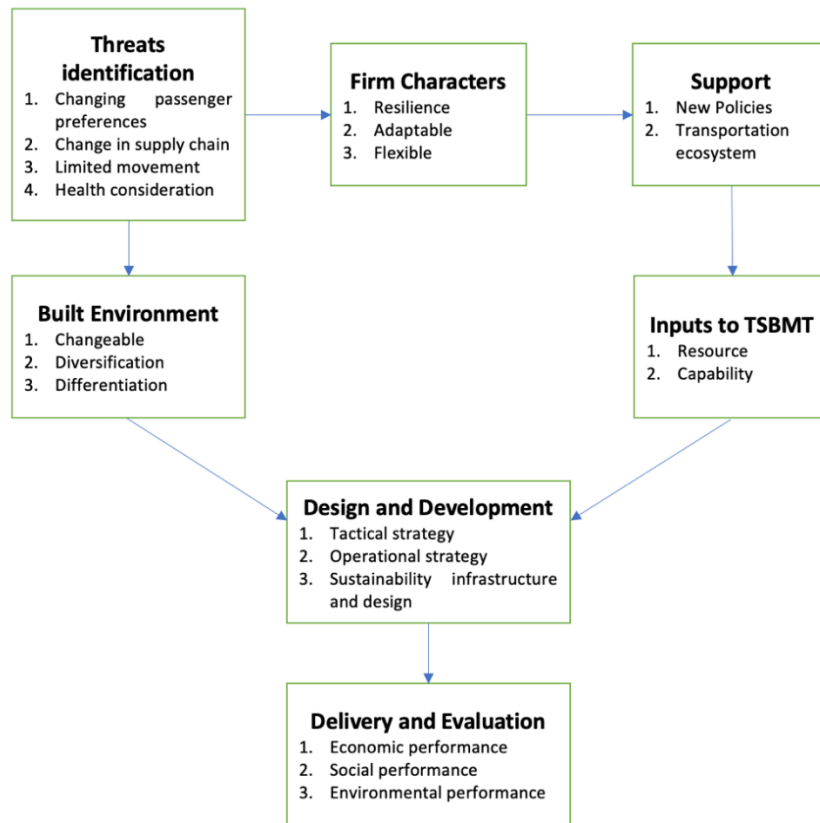 Threats
identification
1. Changing passenger
preferences
2. Change in supply chain
3. Limited movement
4. Health consideration
Firm Characters
1. Resilience
2. Adaptable
3. Flexible
Support
1. New Policies
2. Transportation
ecosystem
Built Environment
1. Changeable
2. Diversification
3. Differentiation
Inputs to TSBMT
1. Resource
2. Capability
Design and Development
1. Tactical strategy
2. Operational strategy
3. Sustainability infrastructure
and design
Delivery and Evaluation
1. Economic performance
2. Social performance
3. Environmental performance